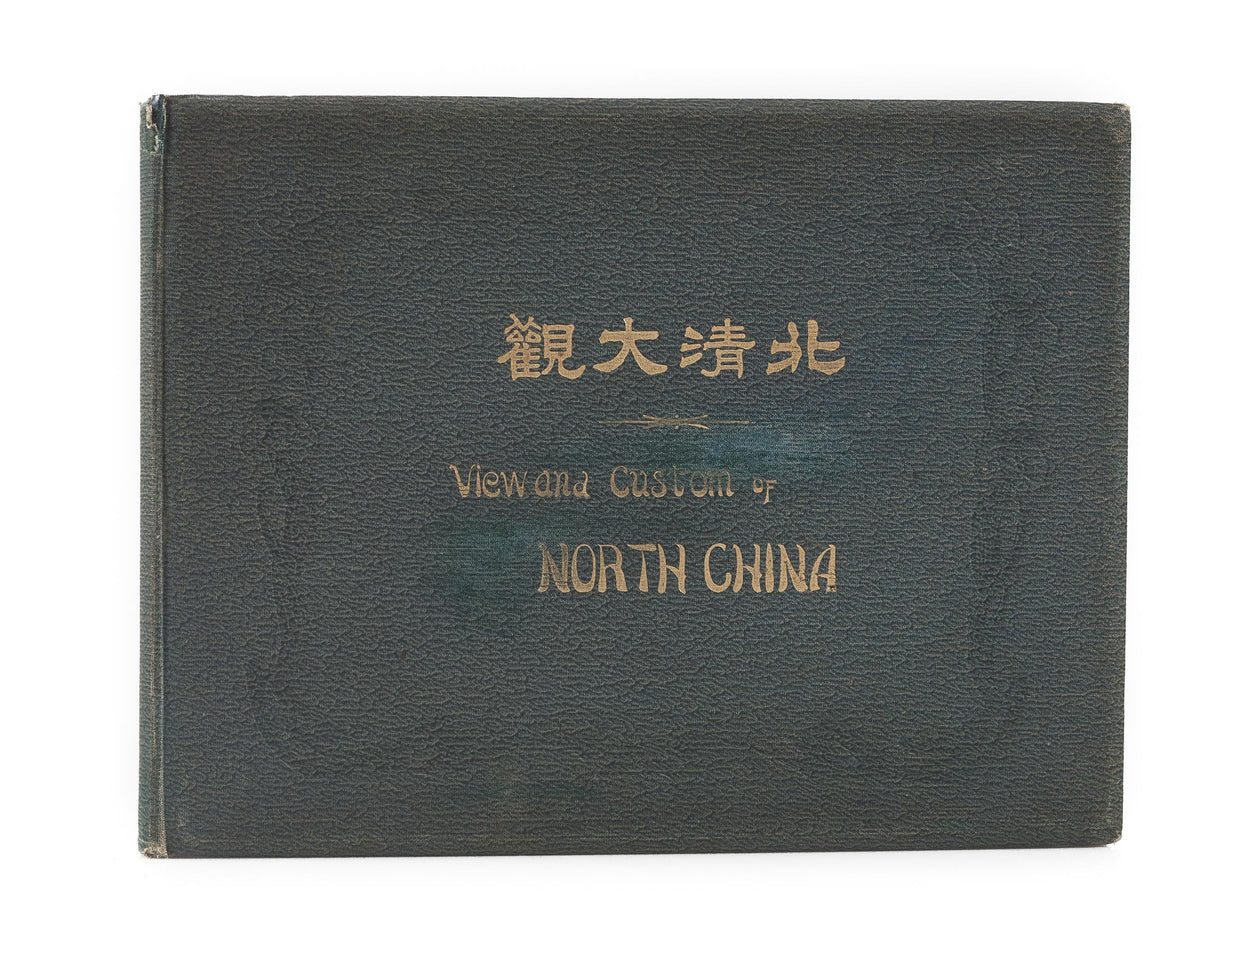 北清大觀
View and Custom of
NORTH CHINA